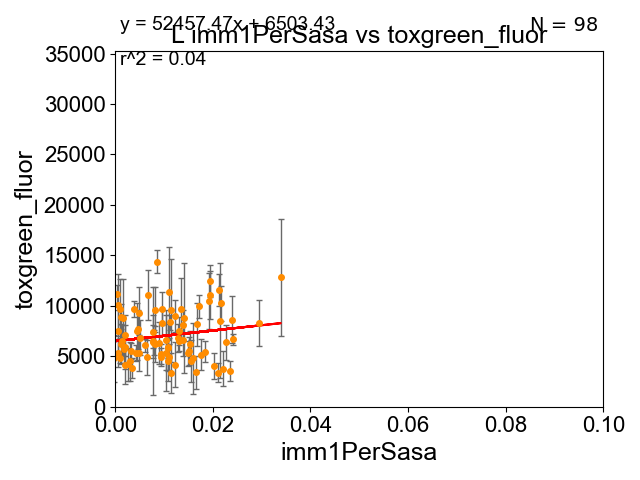 y = 52457.47x + 6503.43
N = 98
L imm1PerSasa vs toxgreen_fluor
r^2 = 0.04
35000
30000
25000
20000
15000
10000
5000
0
toxgreen_fluor
0.00 0.02 0.04 0.06 0.08 0.10
imm1PerSasa